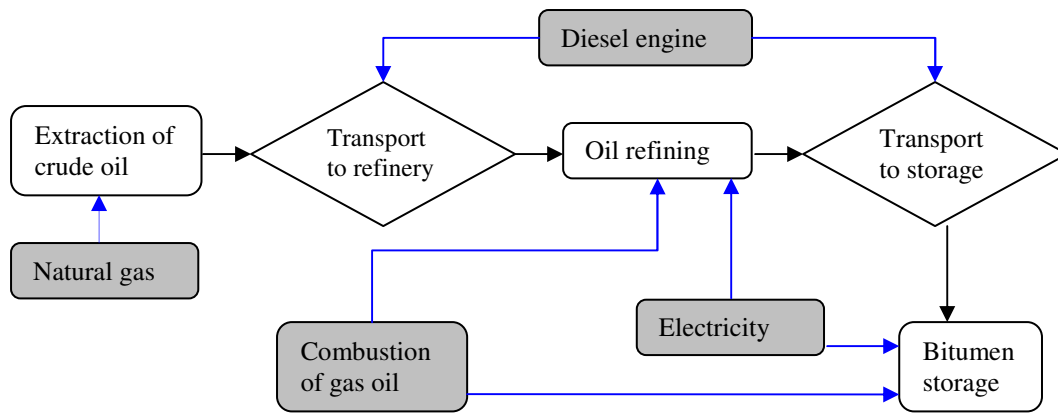 Diesel engine
Extraction of
crude oil
Transport
to refinery
Oil refining
Transport
to storage
Natural gas
Combustion
of gas oil
Electricity
Bitumen
storage